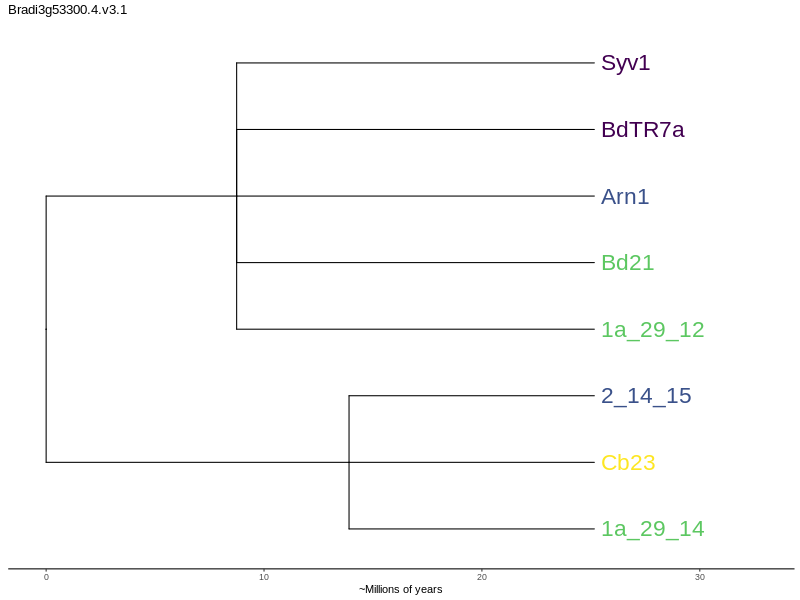 Bradi3g53300.4.v3.1
Syv1
BdTR7a
Arn1
Bd21
1a_29_12
2_14_15
Cb23
1a_29_14
0 10 20 30
~Millions of years